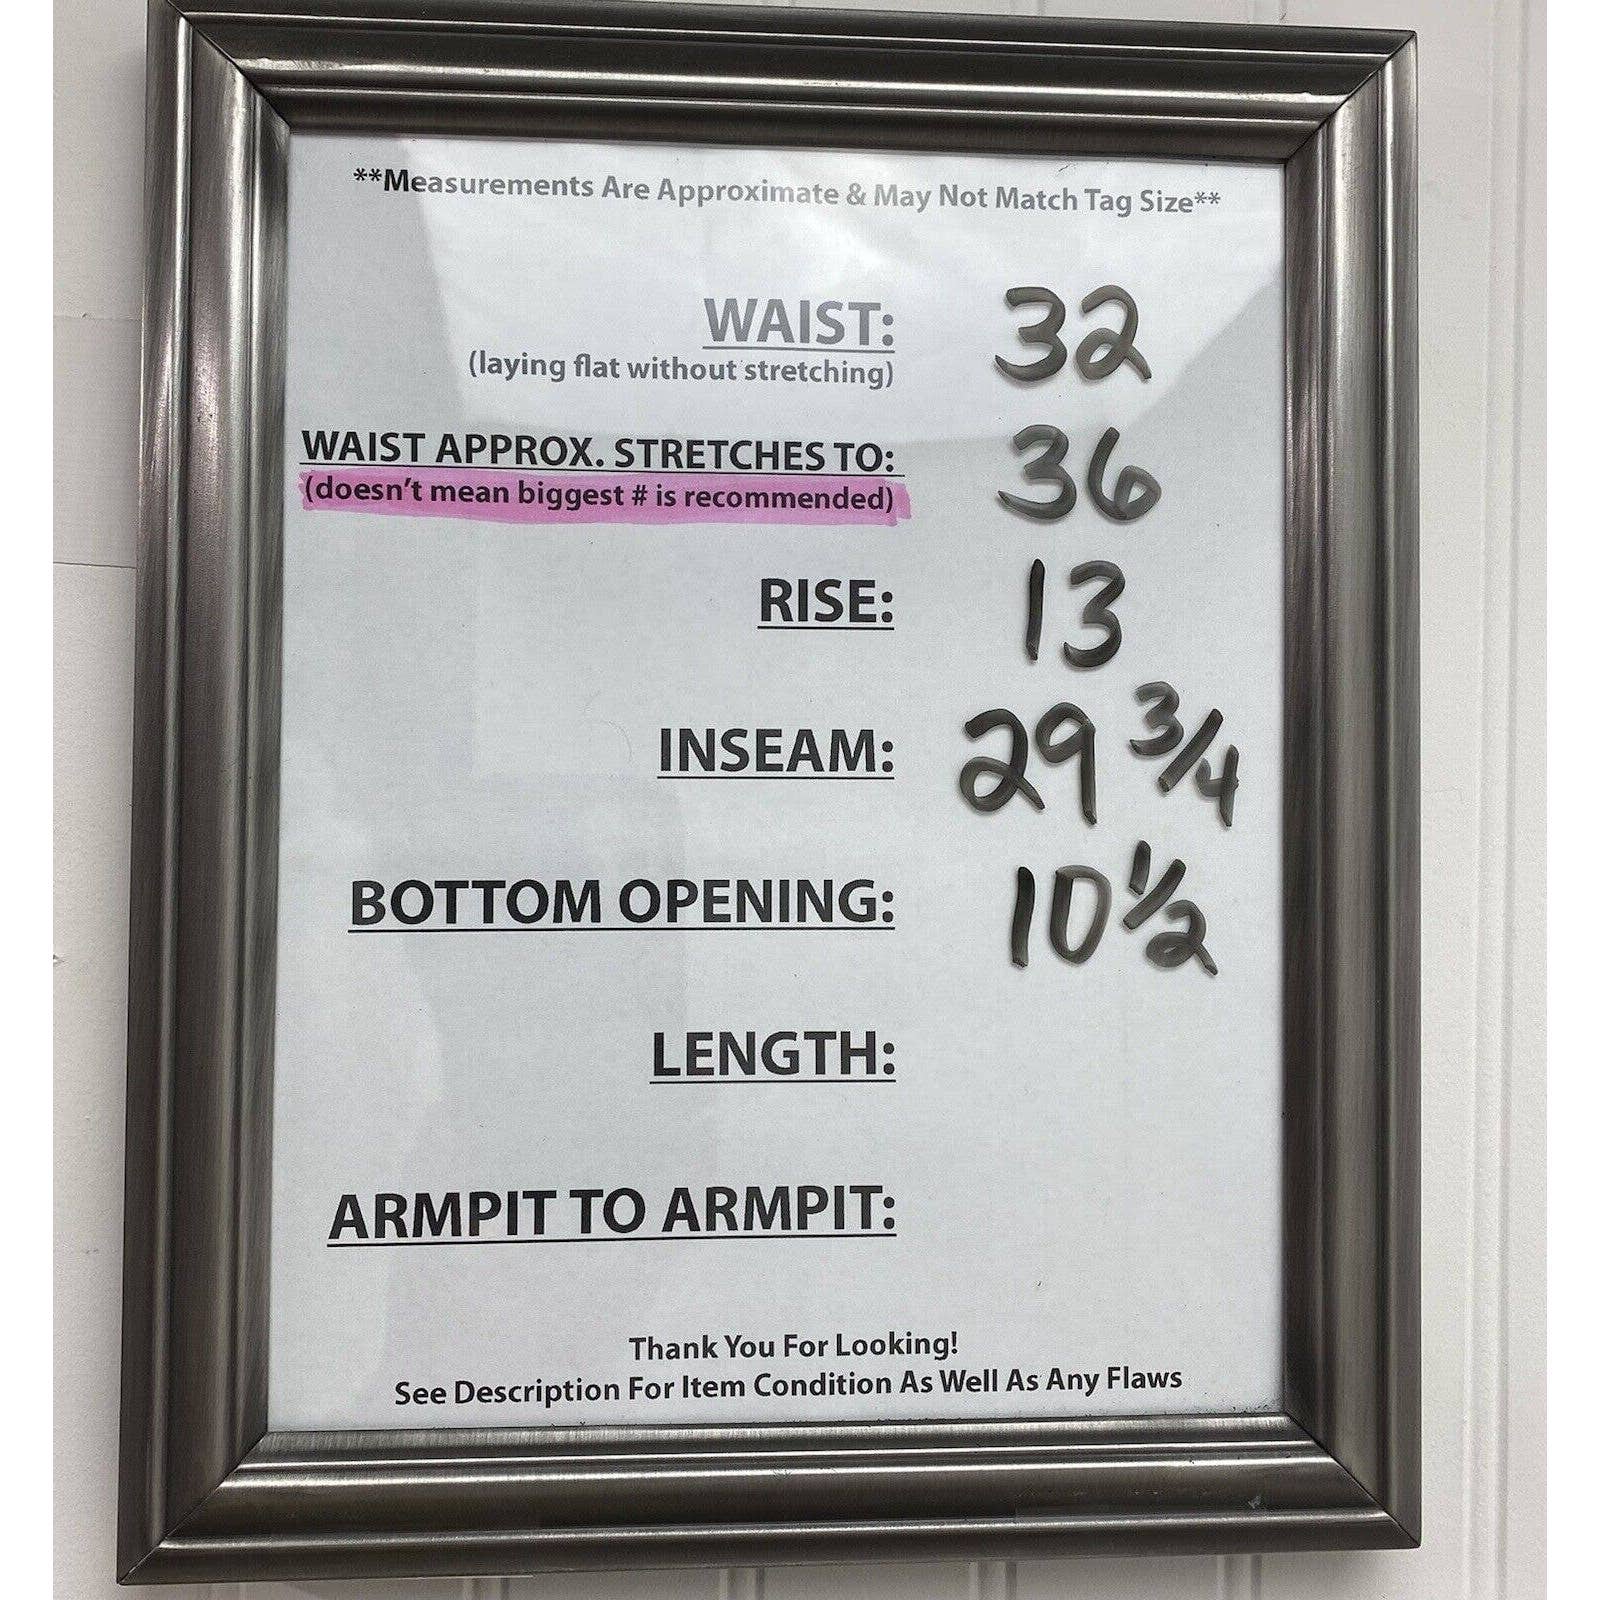 **Measurements Are Approximate & May Not Match Tag Size**
WAIST: 32
(laying flat without stretching)
WAIST APPROX. STRETCHES TO: 36
(doesn't mean biggest # is recommended)
RISE: 13
INSEAM: 29 3/4
BOTTOM OPENING: 10 1/2
LENGTH:
ARMPIT TO ARMPIT:
Thank You For Looking!
See Description For Item Condition As Well As Any Flaws